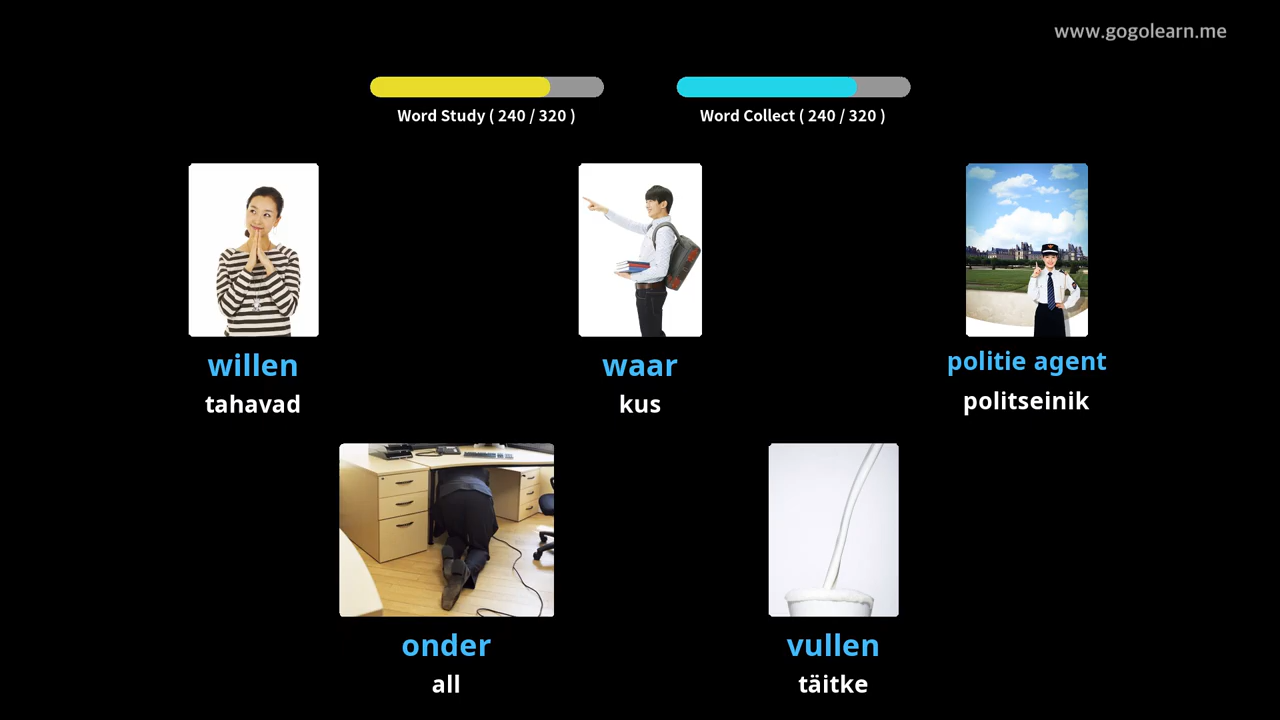 www.gogolearn.me
Word Study ( 240 / 320 )
Word Collect ( 240 / 320 )
willen
tahavad
waar
kus
politie agent
politseinik
onder
all
vullen
täitke